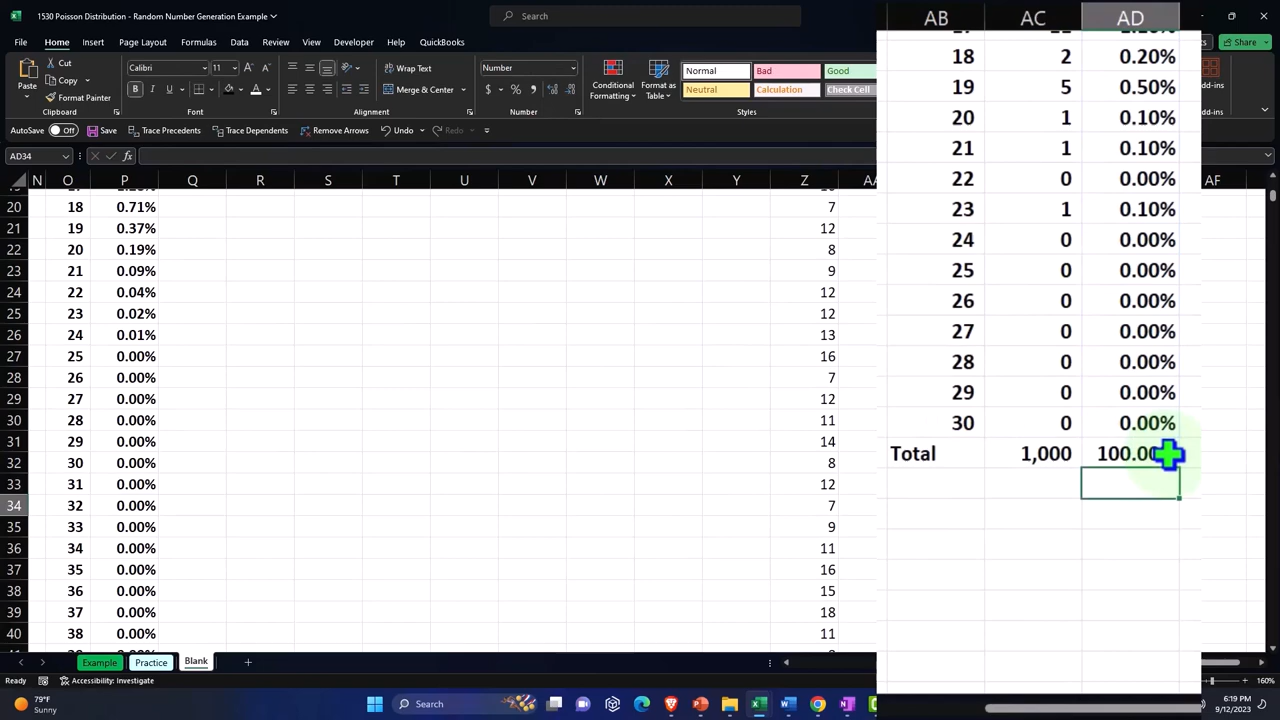 1530 Poisson Distribution - Random Number Generation Example
Search
File Home Insert Page Layout Formulas Data Review View Developer Help QuickBooks
Share
Paste
Cut
Copy
Format Painter
Clipboard
Calibri 11
Font
Wrap Text
Merge & Center
Alignment
Number
Number
Conditional Formatting
Format as Table
Normal Bad Good
Neutral Calculation Check Cell
Styles
Add-ins
AutoSave Off Save Trace Precedents Trace Dependents Remove Arrows Undo Redo
AD34
fx
N O P Q R S T U V W X Y Z AA AF
20 18 0.71% 7
21 19 0.37% 12
22 20 0.19% 8
23 21 0.09% 9
24 22 0.04% 12
25 23 0.02% 12
26 24 0.01% 13
27 25 0.00% 16
28 26 0.00% 7
29 27 0.00% 12
30 28 0.00% 11
31 29 0.00% 14
32 30 0.00% 8
33 31 0.00% 12
34 32 0.00% 7
35 33 0.00% 9
36 34 0.00% 11
37 35 0.00% 16
38 36 0.00% 15
39 37 0.00% 18
40 38 0.00% 11
AB AC AD
18 2 0.20%
19 5 0.50%
20 1 0.10%
21 1 0.10%
22 0 0.00%
23 1 0.10%
24 0 0.00%
25 0 0.00%
26 0 0.00%
27 0 0.00%
28 0 0.00%
29 0 0.00%
30 0 0.00%
Total 1,000 100.00
Example Practice Blank
Ready Accessibility: Investigate
160%
79°F
Sunny
Search
6:19 PM
9/12/2023